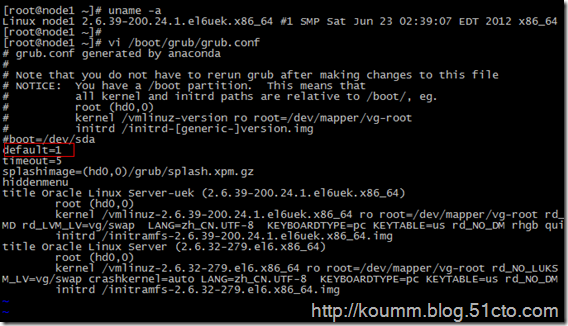 [root@node1 ~]# uname -a
Linux node1 2.6.39-200.24.1.el6uek.x86_64 #1 SMP Sat Jun 23 02:39:07 EDT 2012 x86_64
[root@node1 ~]#
[root@node1 ~]# vi /boot/grub/grub.conf
# grub.conf generated by anaconda
#
# Note that you do not have to rerun grub after making changes to this file
# NOTICE:  You have a /boot partition.  This means that
#          all kernel and initrd paths are relative to /boot/, eg.
#          root (hd0,0)
#          kernel /vmlinuz-version ro root=/dev/mapper/vg-root
#          initrd /initrd-[generic-]version.img
#boot=/dev/sda
default=1
timeout=5
splashimage=(hd0,0)/grub/splash.xpm.gz
hiddenmenu
title Oracle Linux Server-uek (2.6.39-200.24.1.el6uek.x86_64)
root (hd0,0)
kernel /vmlinuz-2.6.39-200.24.1.el6uek.x86_64 ro root=/dev/mapper/vg-root rd_
MD rd_LVM_LV=vg/swap  LANG=zh_CN.UTF-8  KEYBOARDTYPE=pc KEYTABLE=us rd_NO_DM rhgb qui
initrd /initramfs-2.6.39-200.24.1.el6uek.x86_64.img
title Oracle Linux Server (2.6.32-279.el6.x86_64)
root (hd0,0)
kernel /vmlinuz-2.6.32-279.el6.x86_64 ro root=/dev/mapper/vg-root rd_NO_LUKS
M_LV=vg/swap crashkernel=auto LANG=zh_CN.UTF-8  KEYBOARDTYPE=pc KEYTABLE=us rd_NO_DM
initrd /initramfs-2.6.32-279.el6.x86_64.img
~
~
http://koumm.blog.51cto.com